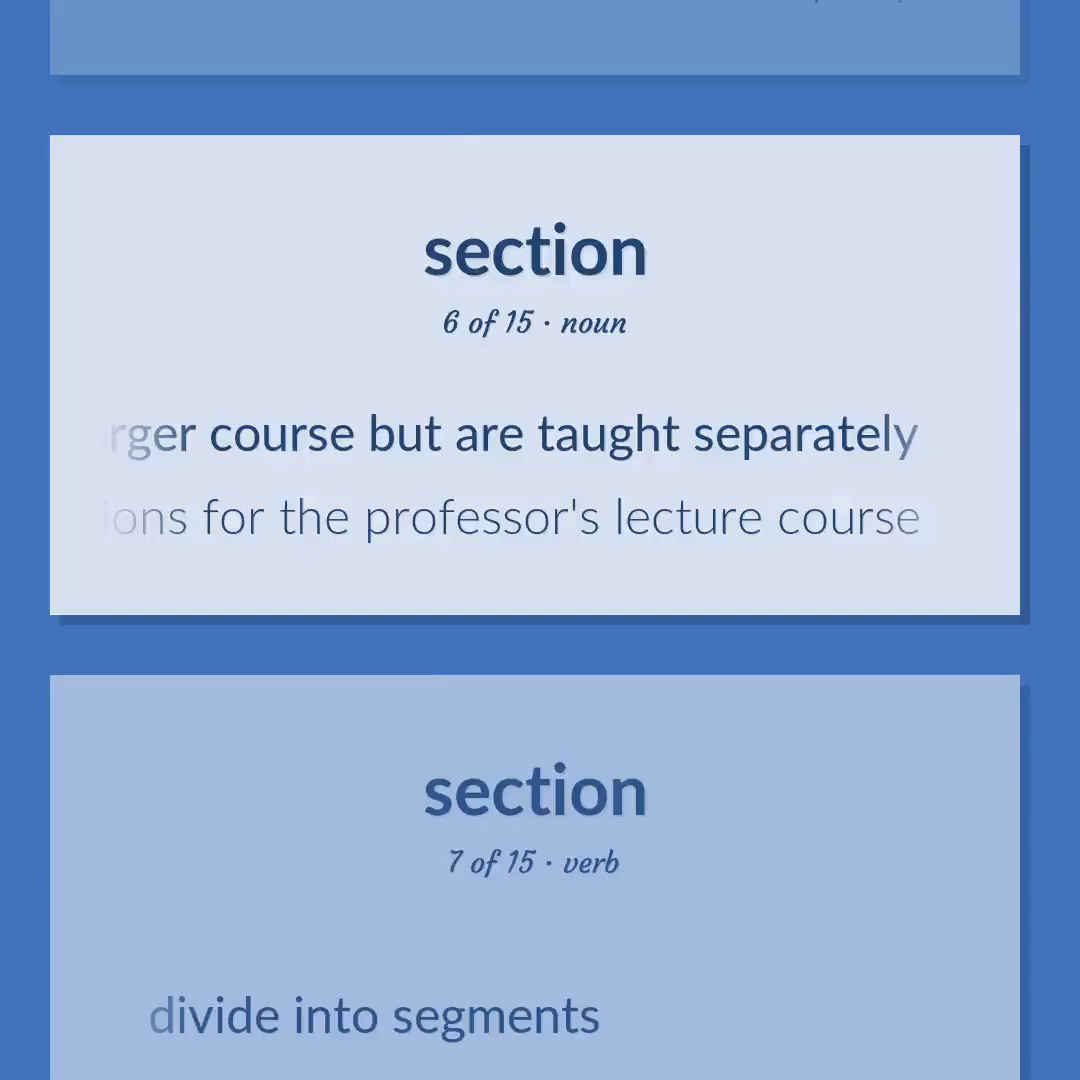 section
6 of 15 · noun
rger course but are taught separately
ions for the professor's lecture course
section
7 of 15 · verb
divide into segments